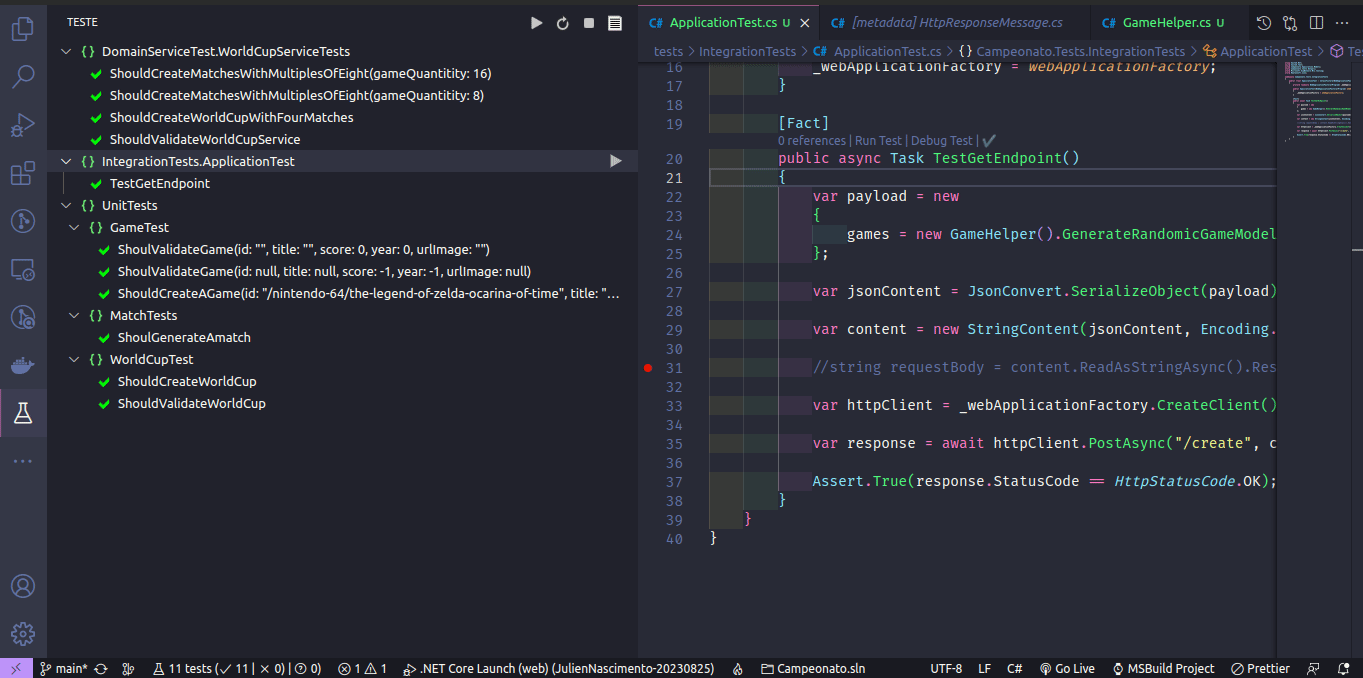 TESTE
DomainServiceTest.WorldCupServiceTests
ShouldCreateMatchesWithMultiplesOfEight(gameQuantity: 16)
ShouldCreateMatchesWithMultiplesOfEight(gameQuantity: 8)
ShouldCreateWorldCupWithFourMatches
ShouldValidateWorldCupService
IntegrationTests.ApplicationTest
TestGetEndpoint
UnitTests
GameTest
ShoulValidateGame(id: "", title: "", score: 0, year: 0, urlImage: "")
ShoulValidateGame(id: null, title: null, score: -1, year: -1, urlImage: null)
ShouldCreateAGame(id: "/nintendo-64/the-legend-of-zelda-ocarina-of-time", title: "...
MatchTests
ShoulGenerateAmatch
WorldCupTest
ShouldCreateWorldCup
ShouldValidateWorldCup
C# ApplicationTest.cs U
C# [metadata] HttpResponseMessage.cs
C# GameHelper.cs U
tests > IntegrationTests > C# ApplicationTest.cs > {} Campeonato.Tests.IntegrationTests > ApplicationTest > Te
16 _webApplicationFactory = webApplicationFactory;
17 }
18
19 [Fact]
0 references | Run Test | Debug Test | ✓
20 public async Task TestGetEndpoint()
21 {
22 var payload = new
23 {
24 games = new GameHelper().GenerateRandomicGameModel
25 };
26
27 var jsonContent = JsonConvert.SerializeObject(payload)
28
29 var content = new StringContent(jsonContent, Encoding.
30
31 //string requestBody = content.ReadAsStringAsync().Res
32
33 var httpClient = _webApplicationFactory.CreateClient()
34
35 var response = await httpClient.PostAsync("/create", c
36
37 Assert.True(response.StatusCode == HttpStatusCode.OK);
38 }
39 }
40 }
main* 11 tests (✓ 11 | × 0) | (? 0) 1 1 .NET Core Launch (web) (JulienNascimento-20230825) Campeonato.sln UTF-8 LF C# Go Live MSBuild Project Prettier